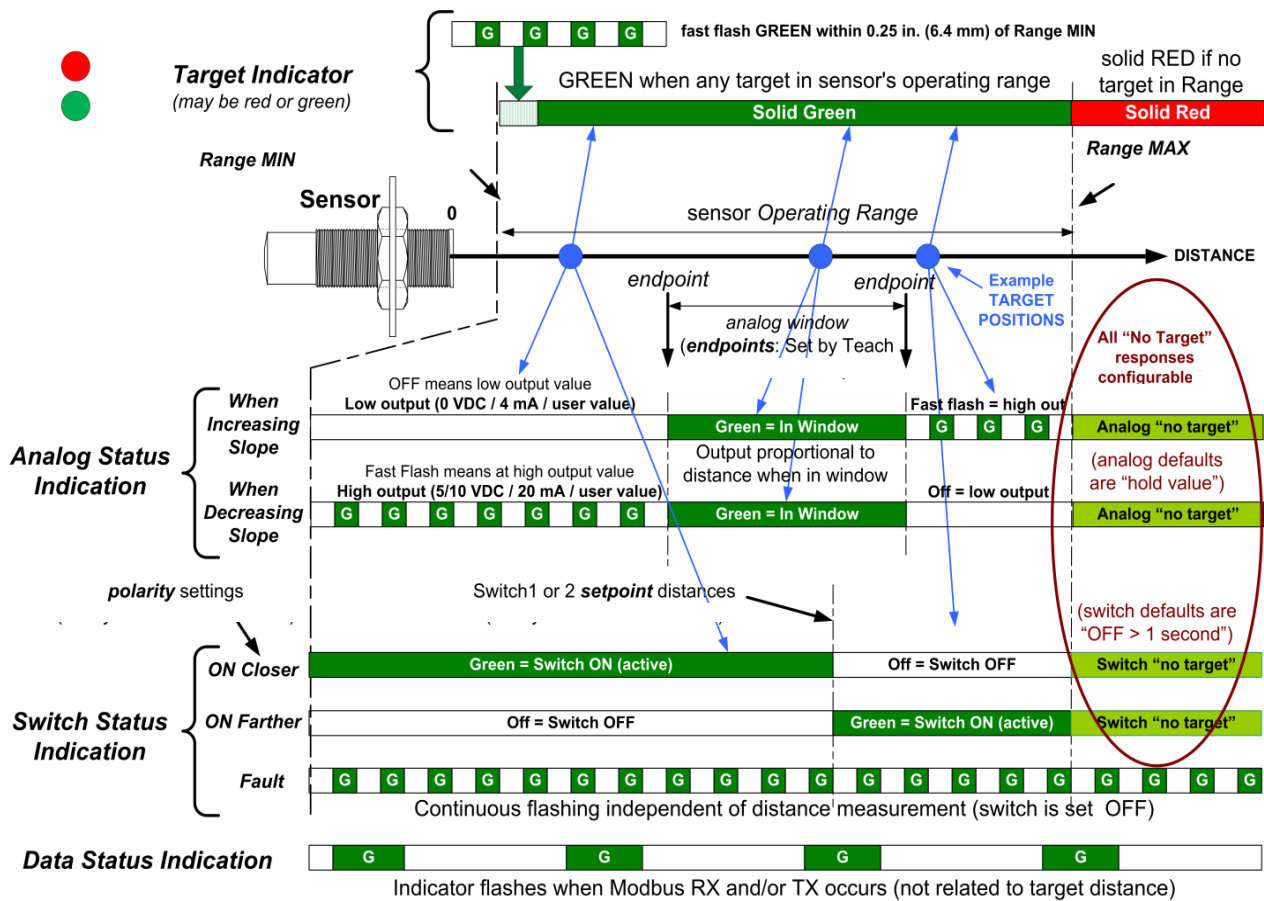 G G G G
fast flash GREEN within 0.25 in. (6.4 mm) of Range MIN
Target Indicator
(may be red or green)
GREEN when any target in sensor's operating range
solid RED if no
target in Range
Solid Green
Solid Red
Range MIN
Range MAX
Sensor
0
sensor Operating Range
DISTANCE
endpoint
endpoint
Example
TARGET
POSITIONS
analog window
(endpoints: Set by Teach
All “No Target”
responses
configurable
OFF means low output value
Low output (0 VDC / 4 mA / user value)
Fast flash = high out
When
Increasing
Slope
Green = In Window
G G G
Analog “no target”
Analog Status
Indication
Output proportional to
distance when in window
(analog defaults
are “hold value”)
Fast Flash means at high output value
High output (5/10 VDC / 20 mA / user value)
Off = low output
When
Decreasing
Slope
G G G G G G G
Green = In Window
Analog “no target”
polarity settings
Switch1 or 2 setpoint distances
(switch defaults are
“OFF > 1 second”)
ON Closer
Green = Switch ON (active)
Off = Switch OFF
Switch “no target”
Switch Status
Indication
ON Farther
Off = Switch OFF
Green = Switch ON (active)
Switch “no target”
Fault
G G G G G G G G G G G G G G G G G G G G
Continuous flashing independent of distance measurement (switch is set OFF)
Data Status Indication
G G G G
Indicator flashes when Modbus RX and/or TX occurs (not related to target distance)